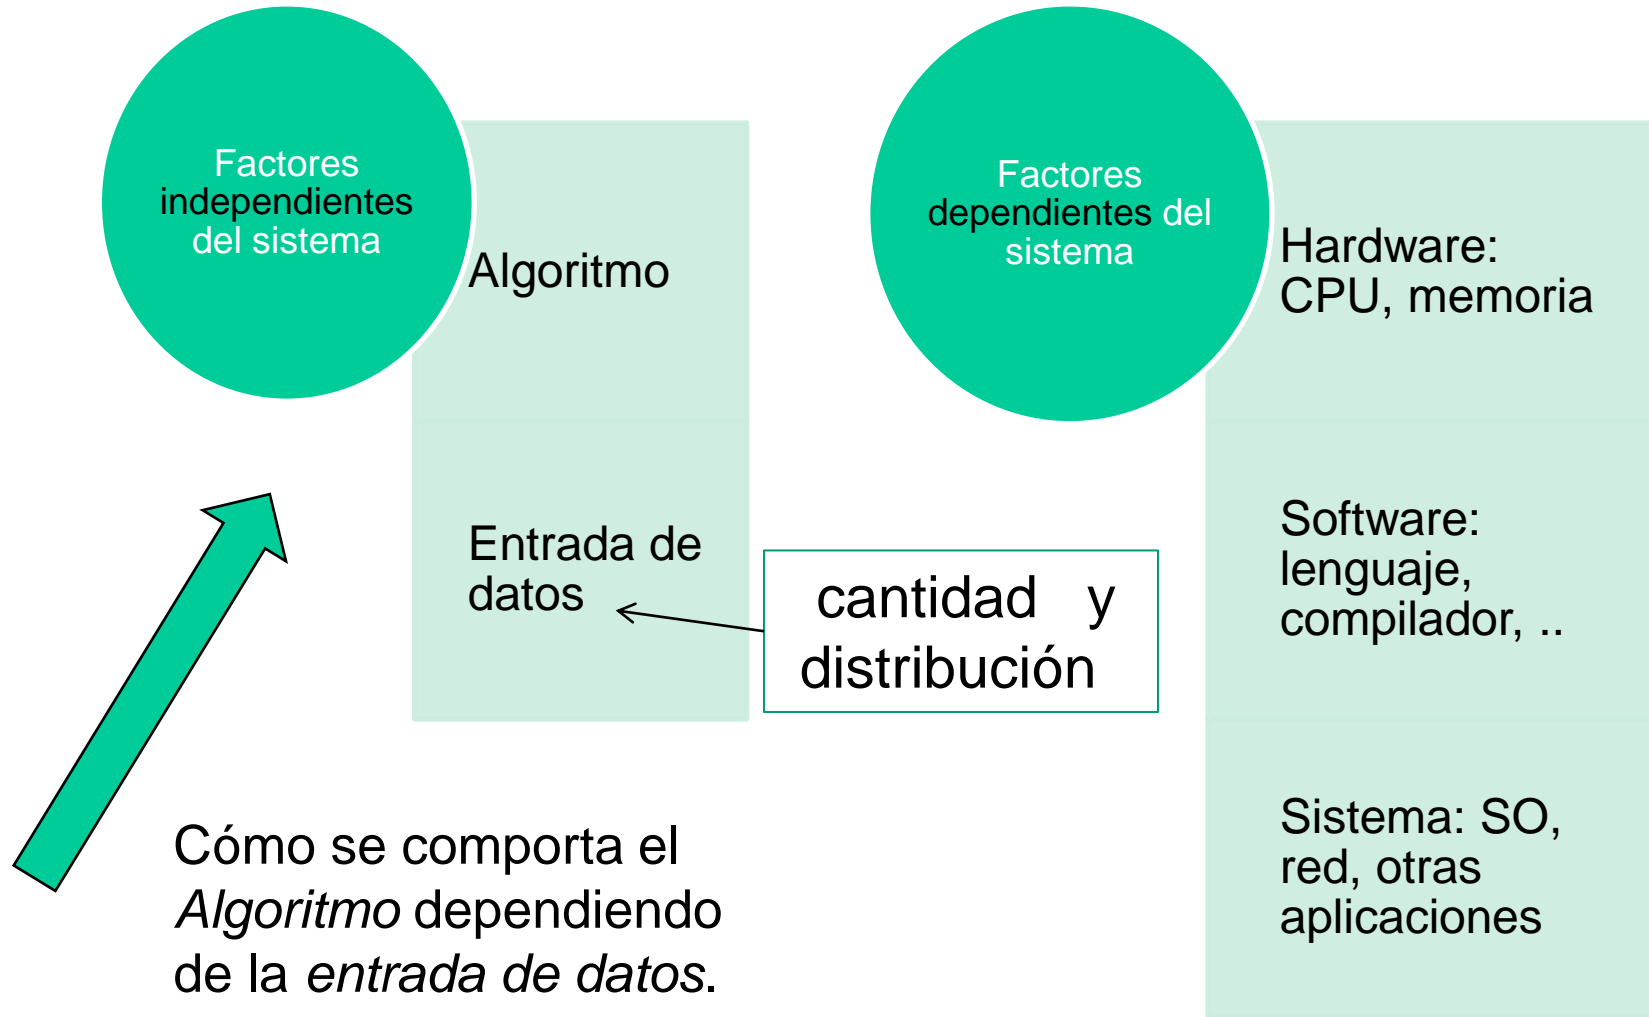 Factores
independientes
del sistema
Algoritmo
Entrada de
datos
cantidad y
distribución
Cómo se comporta el
Algoritmo dependiendo
de la entrada de datos.
Factores
dependientes del
sistema
Hardware:
CPU, memoria
Software:
lenguaje,
compilador, ..
Sistema: SO,
red, otras
aplicaciones